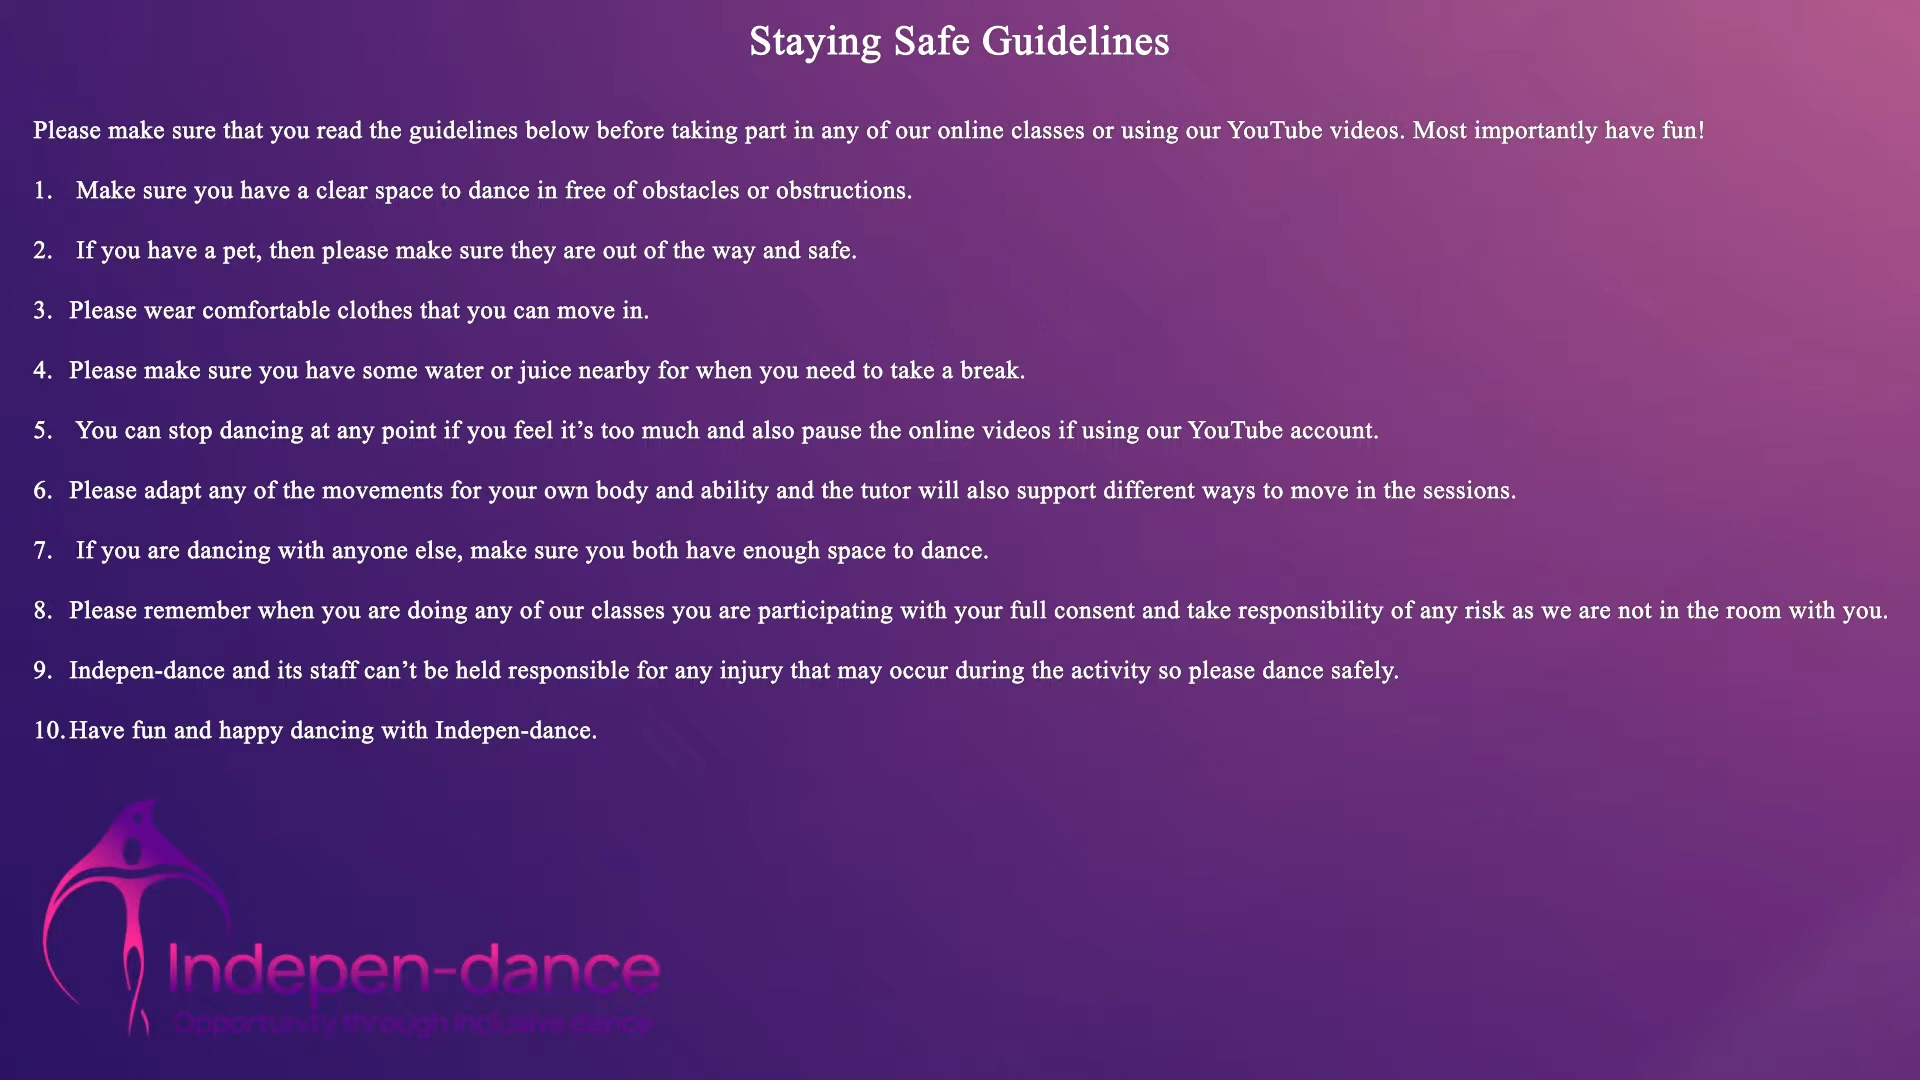 Staying Safe Guidelines
Please make sure that you read the guidelines below before taking part in any of our online classes or using our YouTube videos. Most importantly have fun!
1. Make sure you have a clear space to dance in free of obstacles or obstructions.
2. If you have a pet, then please make sure they are out of the way and safe.
3. Please wear comfortable clothes that you can move in.
4. Please make sure you have some water or juice nearby for when you need to take a break.
5. You can stop dancing at any point if you feel it’s too much and also pause the online videos if using our YouTube account.
6. Please adapt any of the movements for your own body and ability and the tutor will also support different ways to move in the sessions.
7. If you are dancing with anyone else, make sure you both have enough space to dance.
8. Please remember when you are doing any of our classes you are participating with your full consent and take responsibility of any risk as we are not in the room with you.
9. Indepen-dance and its staff can’t be held responsible for any injury that may occur during the activity so please dance safely.
10. Have fun and happy dancing with Indepen-dance.
Indepen-dance
Opportunity through inclusive dance